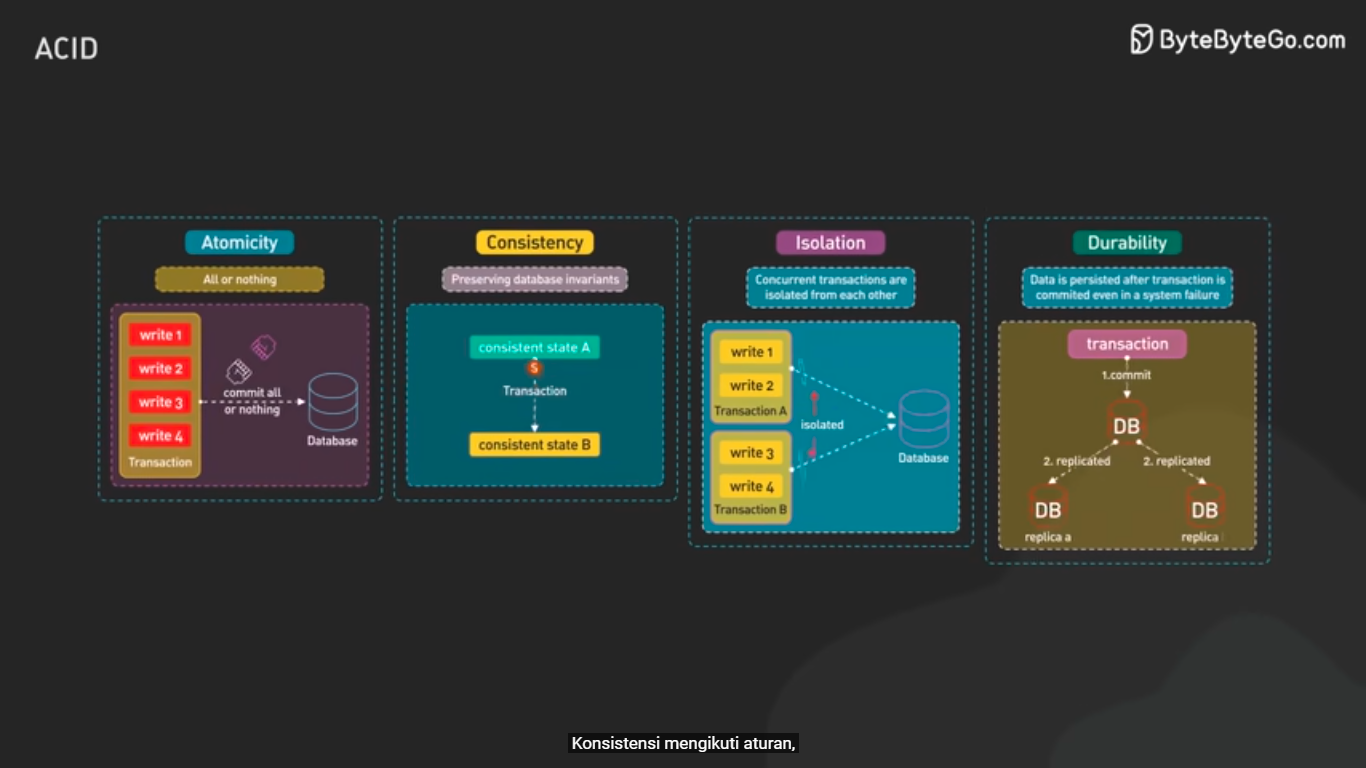 ACID
ByteByteGo.com
Atomicity
All or nothing
write 1
write 2
write 3
write 4
Transaction
commit all
or nothing
Database
Consistency
Preserving database invariants
consistent state A
S
Transaction
consistent state B
Isolation
Concurrent transactions are
isolated from each other
write 1
write 2
Transaction A
isolated
write 3
write 4
Transaction B
Database
Durability
Data is persisted after transaction is
commited even in a system failure
transaction
1.commit
DB
2. replicated
2. replicated
DB
DB
replica a
replica
Konsistensi mengikuti aturan,